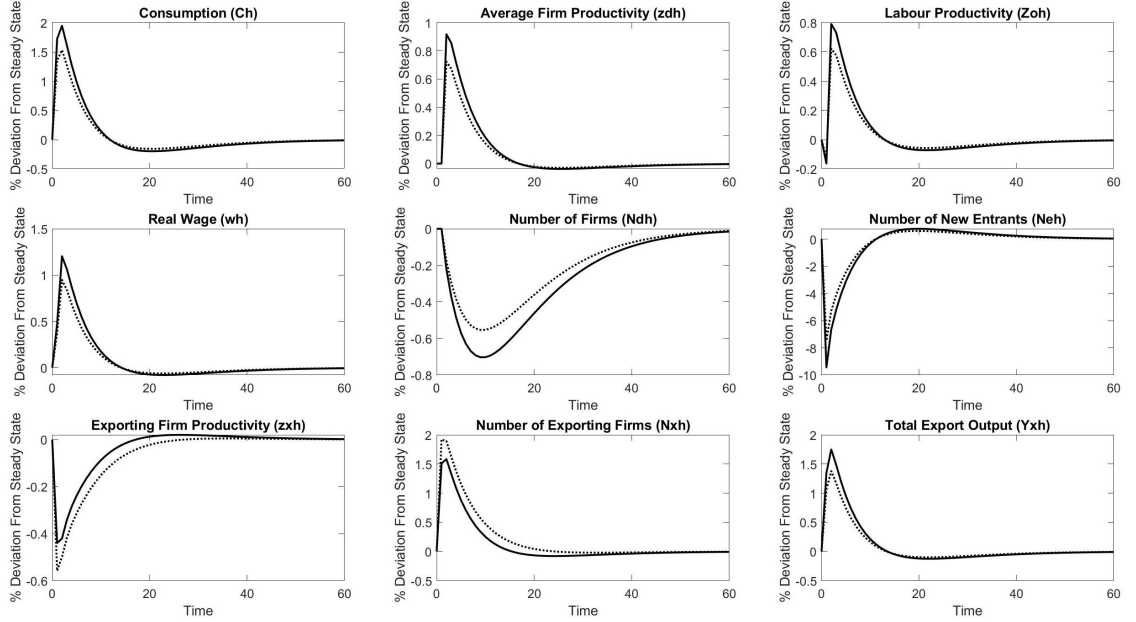 Consumption (Ch)
% Deviation From Steady State
2
1.5
1
0.5
0
-0.5
0 20 40 60
Time
Average Firm Productivity (zdh)
% Deviation From Steady State
1
0.8
0.6
0.4
0.2
0
0 20 40 60
Time
Labour Productivity (Zoh)
% Deviation From Steady State
0.8
0.6
0.4
0.2
0
0.2
0 20 40 60
Time
Real Wage (wh)
% Deviation From Steady State
1.5
1
0.5
0
0 20 40 60
Time
Number of Firms (Ndh)
% Deviation From Steady State
0
-0.2
-0.4
-0.6
-0.8
0 20 40 60
Time
Number of New Entrants (Neh)
% Deviation From Steady State
0
-2
-4
-6
-8
-10
0 20 40 60
Time
Exporting Firm Productivity (zxh)
% Deviation From Steady State
0
-0.2
-0.4
-0.6
0 20 40 60
Time
Number of Exporting Firms (Nxh)
% Deviation From Steady State
2
1.5
1
0.5
0
-0.5
0 20 40 60
Time
Total Export Output (Yxh)
% Deviation From Steady State
2
1.5
1
0.5
0
-0.5
0 20 40 60
Time